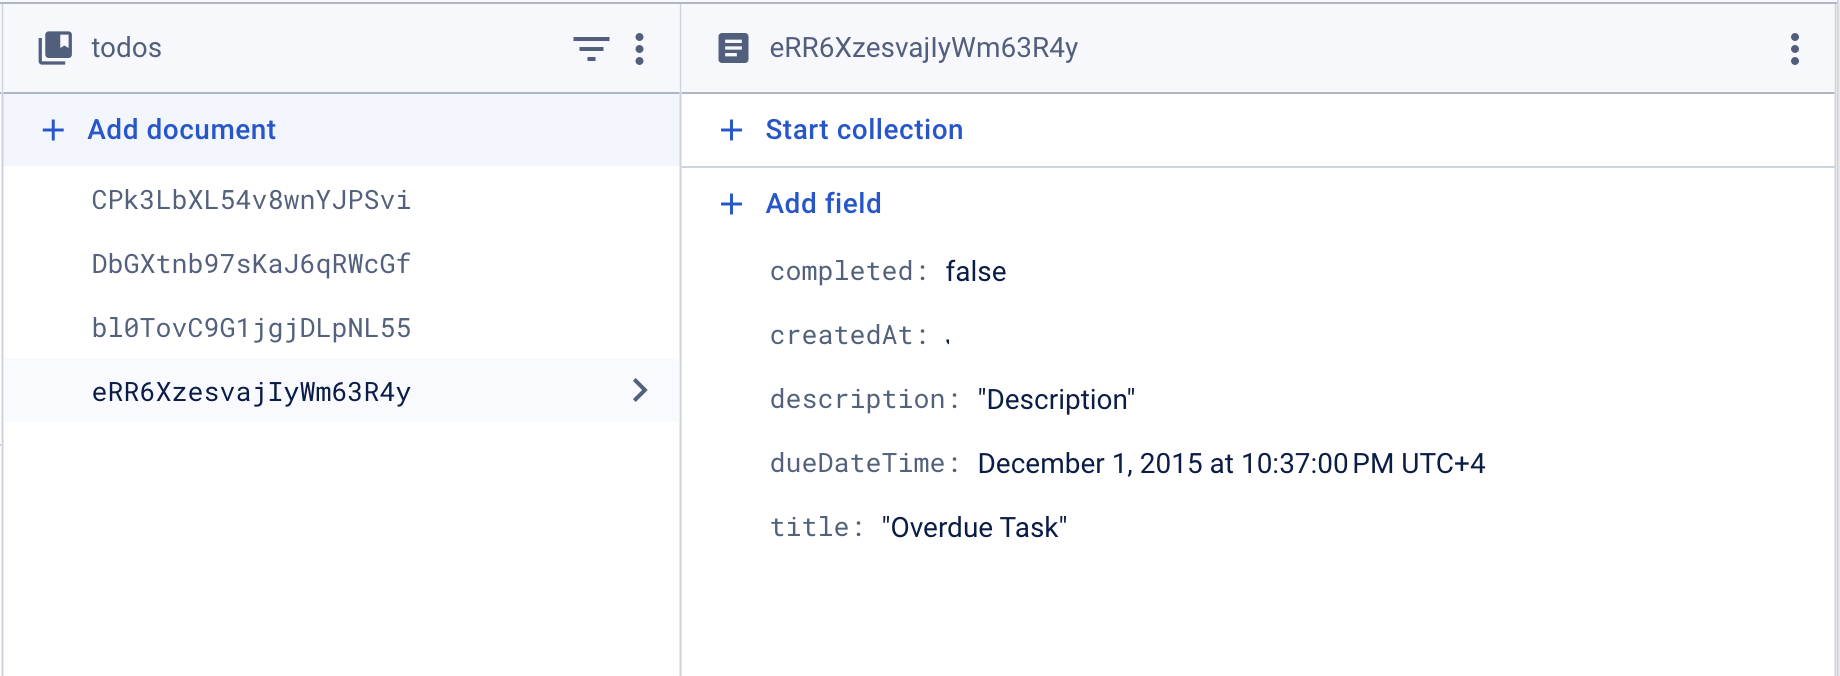 todos
Add document
CPk3LbXL54v8wnYJPSvi
DbGXtnb97sKaJ6qRWcGf
bl0TovC9G1jgjDLpNL55
eRR6XzesvajIyWm63R4y
eRR6XzesvajIyWm63R4y
Start collection
Add field
completed: false
createdAt:
description: "Description"
dueDateTime: December 1, 2015 at 10:37:00 PM UTC+4
title: "Overdue Task"